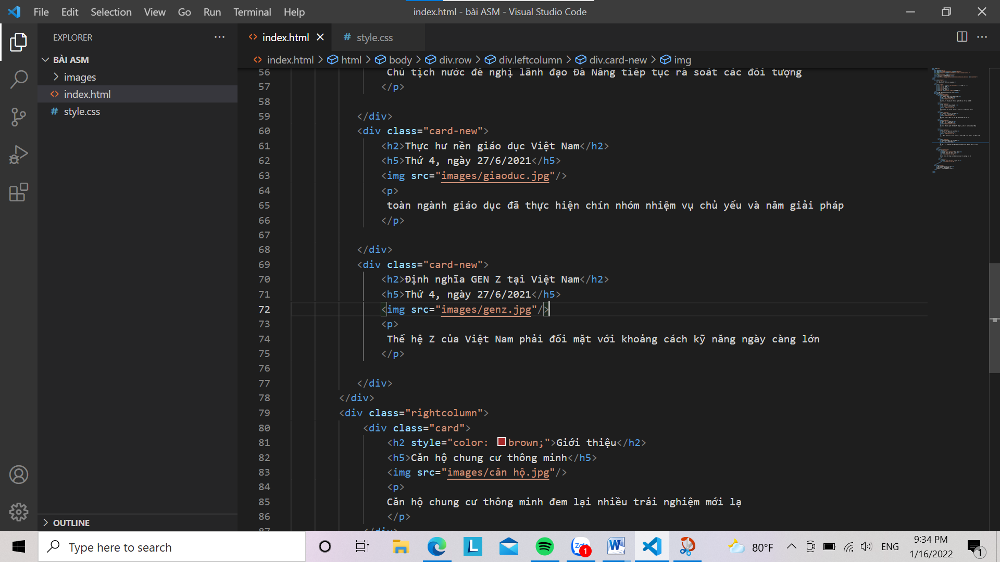 File Edit Selection View Go Run Terminal Help
index.html - bài ASM - Visual Studio Code
EXPLORER
BÀI ASM
images
index.html
style.css
OUTLINE
index.html
# style.css
index.html > html > body > div.row > div.leftcolumn > div.card-new > img
56 Chủ tịch nước đề nghị lãnh đạo Đà Nẵng tiếp tục rà soát các đối tượng
57 </p>
58
59 </div>
60 <div class="card-new">
61 <h2>Thực hư nền giáo dục Việt Nam</h2>
62 <h5>Thứ 4, ngày 27/6/2021</h5>
63 <img src="images/giaoduc.jpg"/>
64 <p>
65 toàn ngành giáo dục đã thực hiện chín nhóm nhiệm vụ chủ yếu và năm giải pháp
66 </p>
67
68 </div>
69 <div class="card-new">
70 <h2>Định nghĩa GEN Z tại Việt Nam</h2>
71 <h5>Thứ 4, ngày 27/6/2021</h5>
72 <img src="images/genz.jpg"/>
73 <p>
74 Thế hệ Z của Việt Nam phải đối mặt với khoảng cách kỹ năng ngày càng lớn
75 </p>
76
77 </div>
78 </div>
79 <div class="rightcolumn">
80 <div class="card">
81 <h2 style="color: brown;">Giới thiệu</h2>
82 <h5>Căn hộ chung cư thông minh</h5>
83 <img src="images/căn hộ.jpg"/>
84 <p>
85 Căn hộ chung cư thông minh đem lại nhiều trải nghiệm mới lạ
86 </p>
87 </div>
Type here to search
L
Zalo
1
W
80°F
ENG
9:34 PM
1/16/2022
1